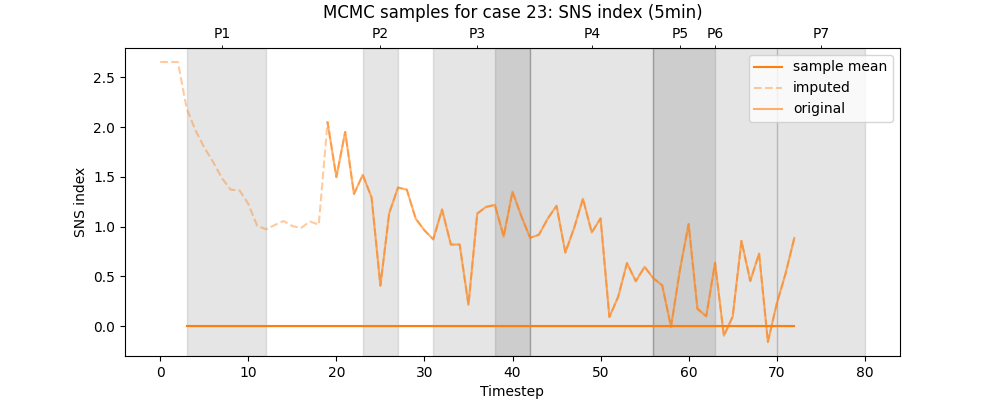 MCMC samples for case 23: SNS index (5min)
P1 P2 P3 P4 P5 P6 P7
sample mean
imputed
original
SNS index
2.5
2.0
1.5
1.0
0.5
0.0
0 10 20 30 40 50 60 70 80
Timestep